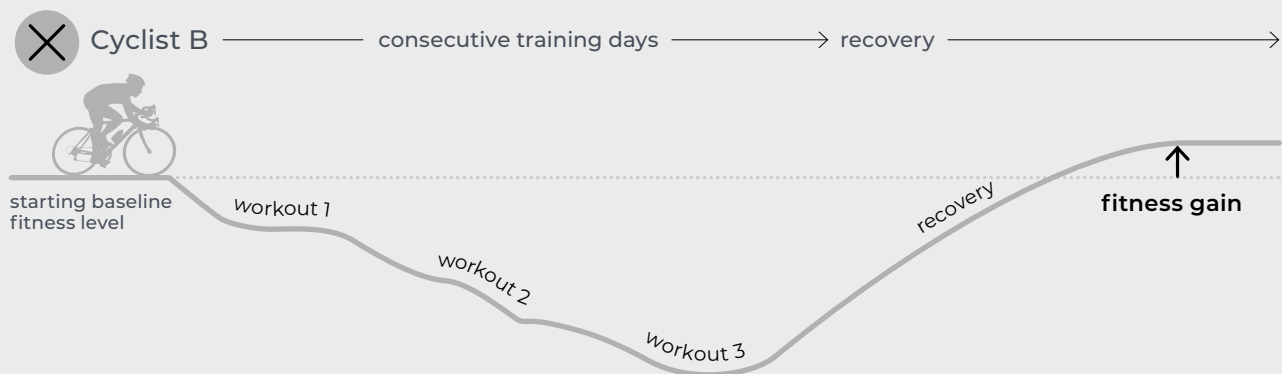 Cyclist B
consecutive training days
recovery
starting baseline
fitness level
workout 1
workout 2
workout 3
recovery
fitness gain